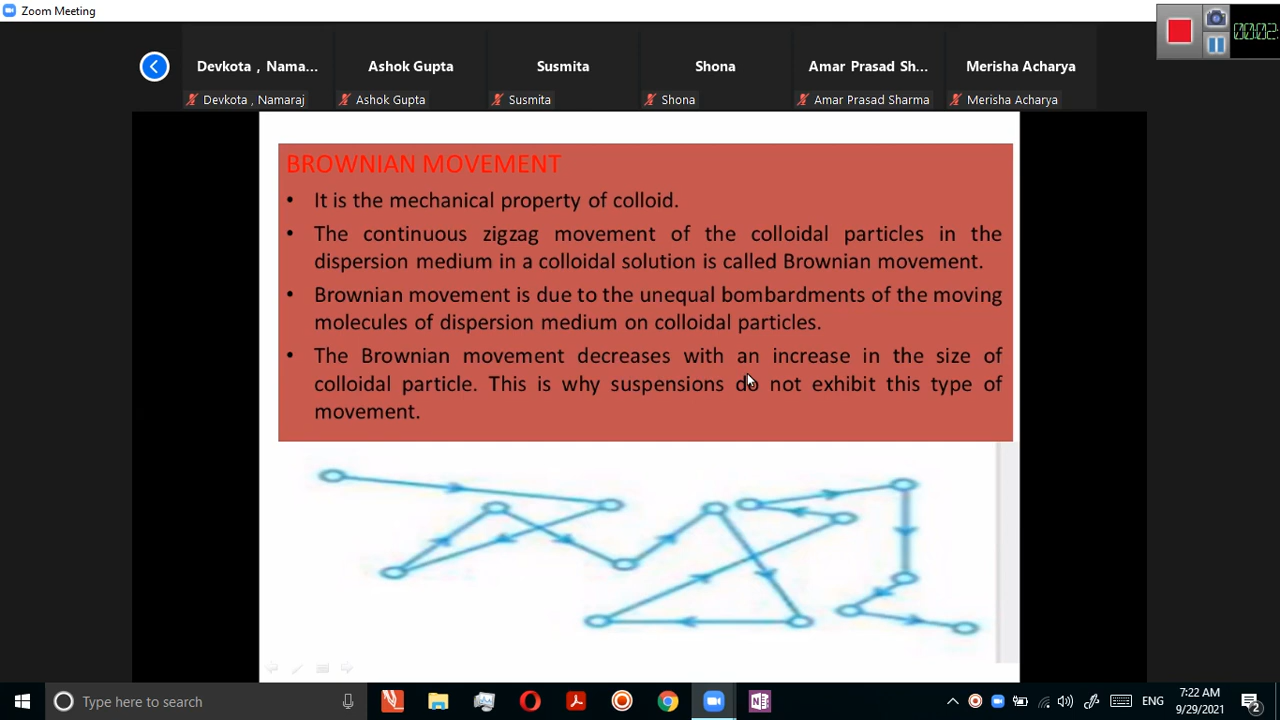 Zoom Meeting
00:02:
Devkota , Nama...
Ashok Gupta
Susmita
Shona
Amar Prasad Sh...
Merisha Acharya
Devkota , Namaraj
Ashok Gupta
Susmita
Shona
Amar Prasad Sharma
Merisha Acharya
BROWNIAN MOVEMENT
• It is the mechanical property of colloid.
• The continuous zigzag movement of the colloidal particles in the
dispersion medium in a colloidal solution is called Brownian movement.
• Brownian movement is due to the unequal bombardments of the moving
molecules of dispersion medium on colloidal particles.
• The Brownian movement decreases with an increase in the size of
colloidal particle. This is why suspensions do not exhibit this type of
movement.
Type here to search
ENG
7:22 AM
9/29/2021
2